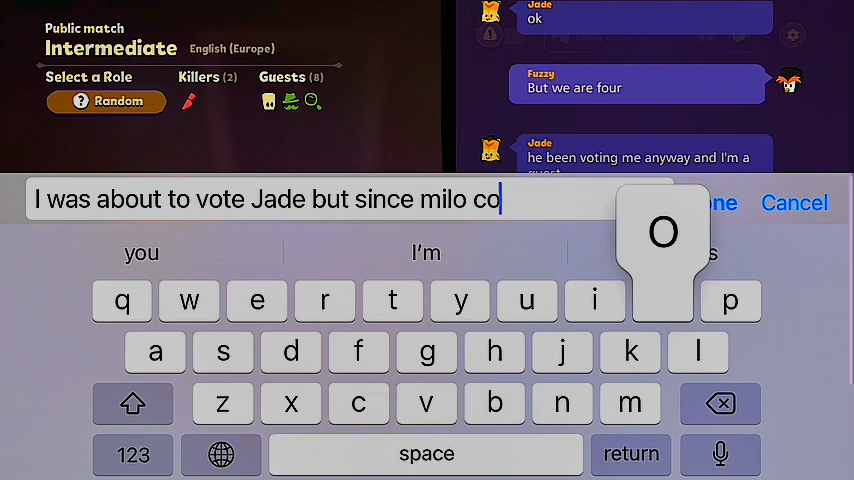 Public match
Intermediate English (Europe)
Select a Role Killers (2) Guests (8)
? Random
Jade
ok
Fuzzy
But we are four
Jade
he been voting me anyway and I'm a
guest
I was about to vote Jade but since milo co
Cancel
you I'm
O
q w e r t y u i p
a s d f g h j k l
z x c v b n m
123 space return